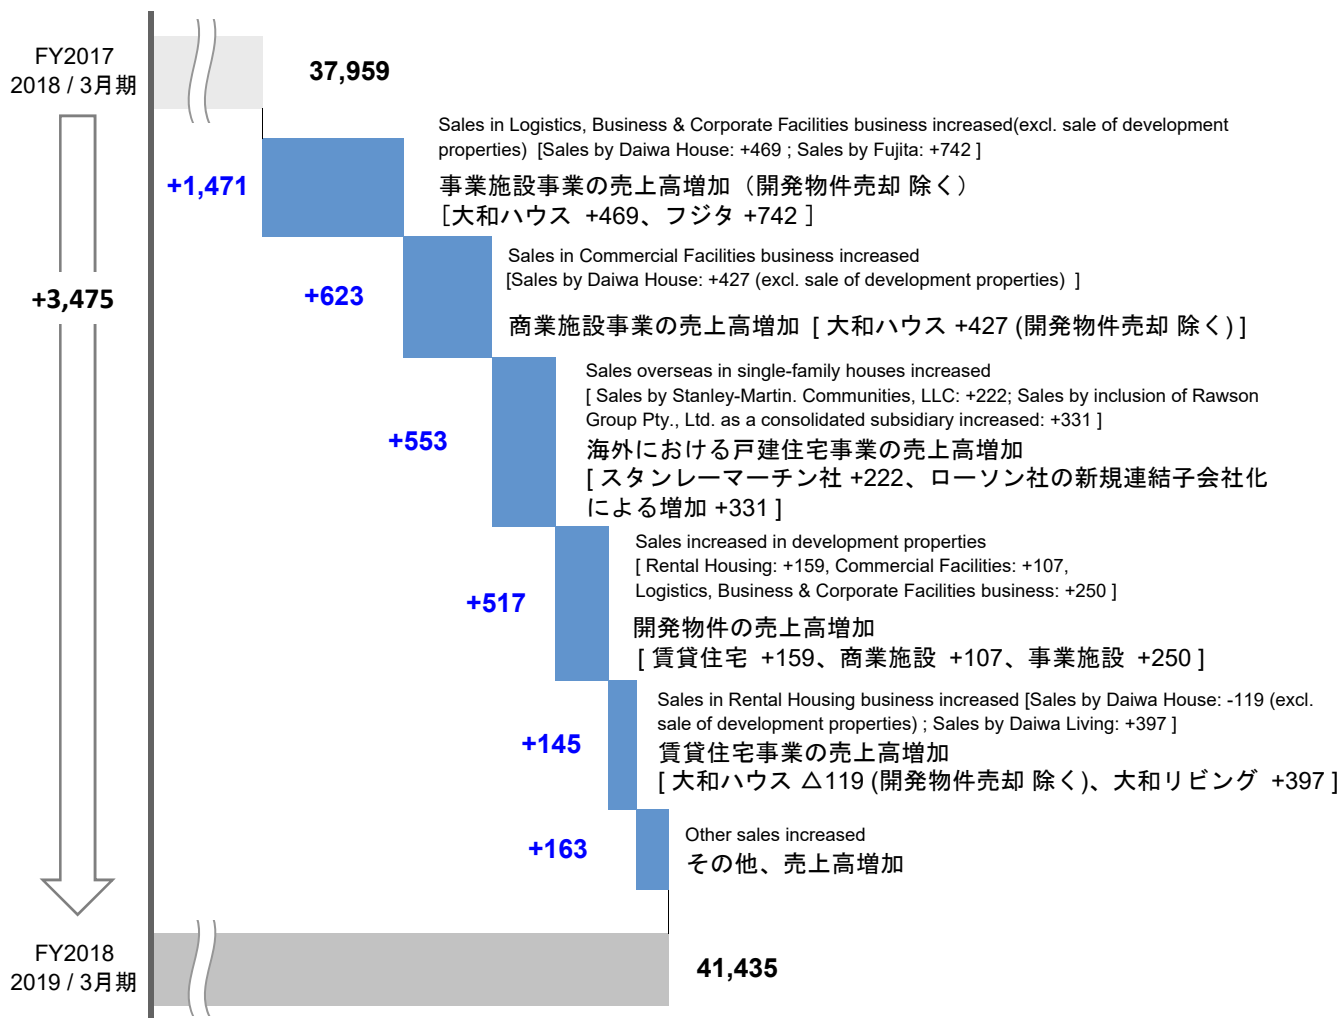 FY2017
2018 / 3月期
37,959
Sales in Logistics, Business & Corporate Facilities business increased(excl. sale of development
properties) [Sales by Daiwa House: +469 ; Sales by Fujita: +742 ]
+1,471
事業施設事業の売上高増加（開発物件売却 除く）
［大和ハウス +469、フジタ +742 ］
Sales in Commercial Facilities business increased
[Sales by Daiwa House: +427 (excl. sale of development properties) ]
+3,475
+623
商業施設事業の売上高増加 [ 大和ハウス +427 (開発物件売却 除く) ]
Sales overseas in single-family houses increased
[ Sales by Stanley-Martin. Communities, LLC: +222; Sales by inclusion of Rawson
Group Pty., Ltd. as a consolidated subsidiary increased: +331 ]
+553
海外における戸建住宅事業の売上高増加
[ スタンレーマーチン社 +222、ローソン社の新規連結子会社化
による増加 +331 ]
Sales increased in development properties
[ Rental Housing: +159, Commercial Facilities: +107,
Logistics, Business & Corporate Facilities business: +250 ]
+517
開発物件の売上高増加
[ 賃貸住宅 +159、商業施設 +107、事業施設 +250 ]
Sales in Rental Housing business increased [Sales by Daiwa House: -119 (excl.
sale of development properties) ; Sales by Daiwa Living: +397 ]
+145
賃貸住宅事業の売上高増加
[ 大和ハウス △119 (開発物件売却 除く)、大和リビング +397 ]
Other sales increased
+163
その他、売上高増加
FY2018
2019 / 3月期
41,435